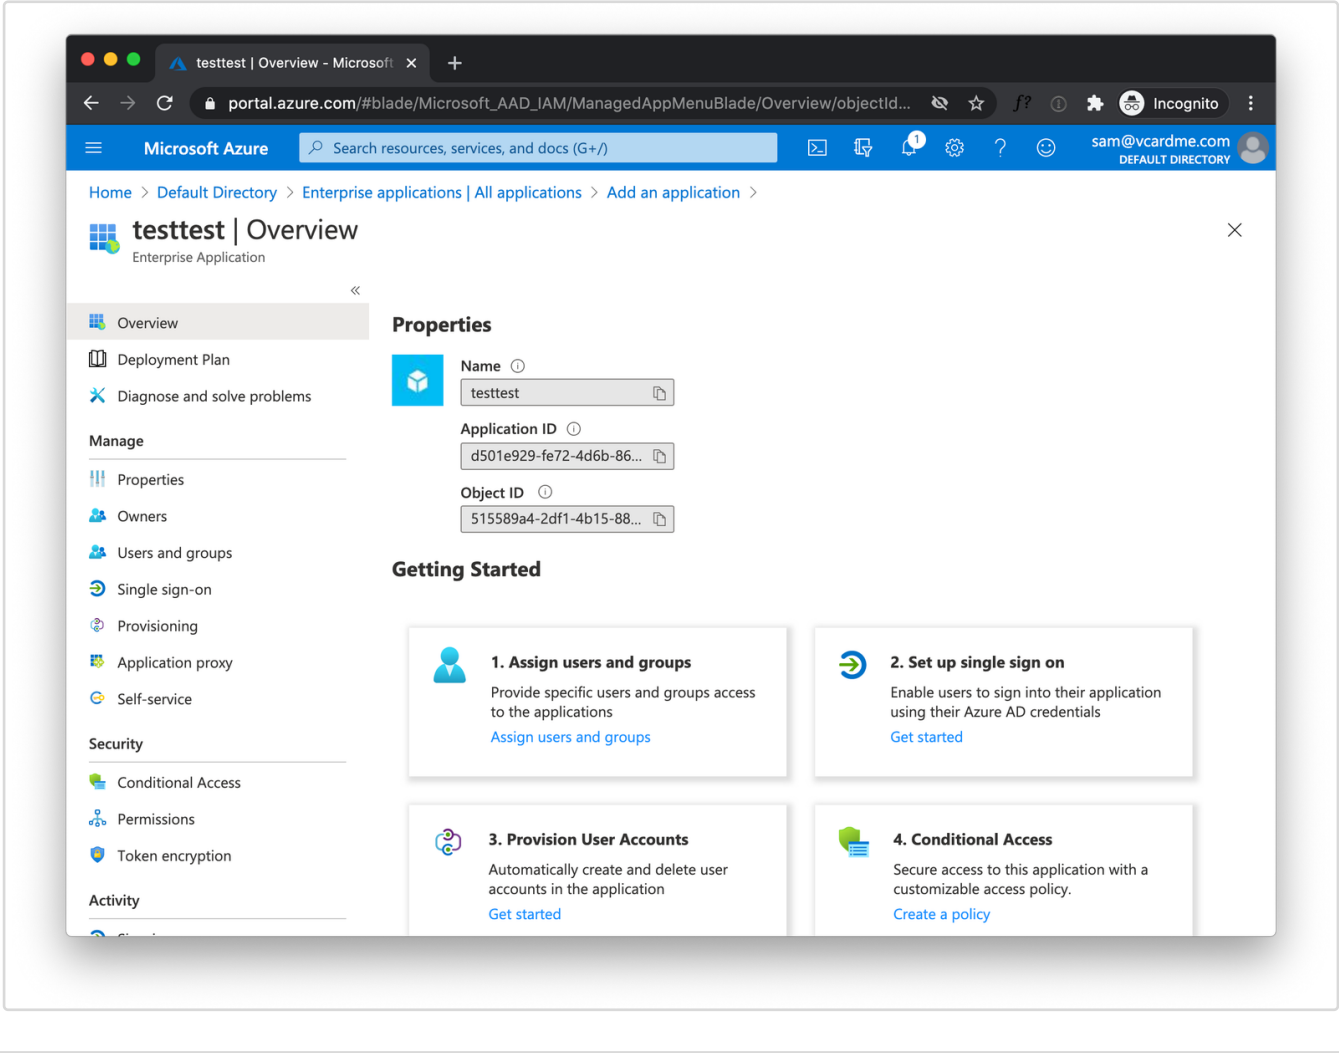 testtest | Overview - Microsoft
portal.azure.com/#blade/Microsoft_AAD_IAM/ManagedAppMenuBlade/Overview/objectId...
f?
Incognito
Microsoft Azure
Search resources, services, and docs (G+/)
1
sam@vcardme.com
DEFAULT DIRECTORY
Home > Default Directory > Enterprise applications | All applications > Add an application >
testtest | Overview
Enterprise Application
«
Overview
Deployment Plan
Diagnose and solve problems
Manage
Properties
Owners
Users and groups
Single sign-on
Provisioning
Application proxy
Self-service
Security
Conditional Access
Permissions
Token encryption
Activity
Properties
Name
testtest
Application ID
d501e929-fe72-4d6b-86...
Object ID
515589a4-2df1-4b15-88...
Getting Started
1. Assign users and groups
Provide specific users and groups access
to the applications
Assign users and groups
2. Set up single sign on
Enable users to sign into their application
using their Azure AD credentials
Get started
3. Provision User Accounts
Automatically create and delete user
accounts in the application
Get started
4. Conditional Access
Secure access to this application with a
customizable access policy.
Create a policy